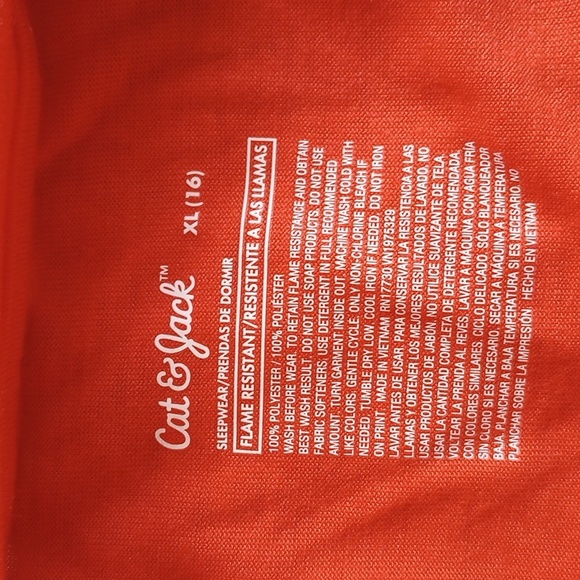 Cat & Jack™
XL (16)
SLEEPWEAR/PRENDAS DE DORMIR
FLAME RESISTANT/RESISTENTE A LAS LLAMAS
100% POLYESTER / 100% POLIÉSTER
WASH BEFORE WEAR. TO RETAIN FLAME RESISTANCE AND OBTAIN
BEST WASH RESULT. DO NOT USE SOAP PRODUCTS. DO NOT USE
FABRIC SOFTENERS. USE DETERGENT IN FULL RECOMMENDED
AMOUNT. TURN GARMENT INSIDE OUT. MACHINE WASH COLD WITH
LIKE COLORS. GENTLE CYCLE. ONLY NON-CHLORINE BLEACH IF
NEEDED. TUMBLE DRY LOW. COOL IRON IF NEEDED. DO NOT IRON
ON PRINT. MADE IN VIETNAM RN17730/VN1975329
LAVAR ANTES DE USAR. PARA CONSERVAR LA RESISTENCIA A LAS
LLAMAS Y OBTENER LOS MEJORES RESULTADOS DE LAVADO, NO
USAR PRODUCTOS DE JABÓN. NO UTILICE SUAVIZANTE DE TELA
USAR LA CANTIDAD COMPLETA DE DETERGENTE RECOMENDADA.
VOLTEAR LA PRENDA AL REVÉS. LAVAR A MÁQUINA CON AGUA FRIA
CON COLORES SIMILARES. CICLO DELICADO. SOLO BLANQUEADOR
SIN CLORO SI ES NECESARIO. SECAR A MÁQUINA A TEMPERATURA
BAJA. PLANCHAR A BAJA TEMPERATURA SI ES NECESARIO. NO
PLANCHAR SOBRE LA IMPRESIÓN. HECHO EN VIETNAM